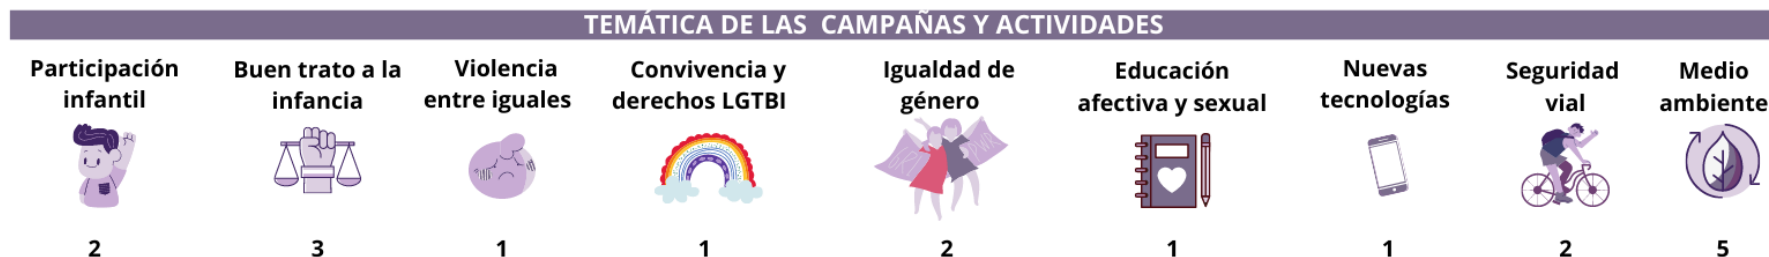 TEMÁTICA DE LAS CAMPAÑAS Y ACTIVIDADES
Participación
infantil
2
Buen trato a la
infancia
3
Violencia
entre iguales
1
Convivencia y
derechos LGTBI
1
Igualdad de
género
2
Educación
afectiva y sexual
1
Nuevas
tecnologías
1
Seguridad
vial
2
Medio
ambiente
5